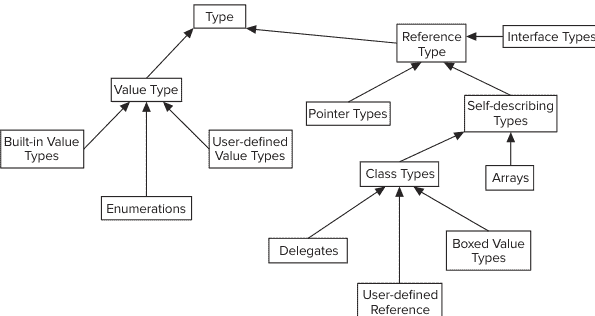 Type
Reference
Type
Interface Types
Value Type
Pointer Types
Self-describing
Types
Built-in Value
Types
User-defined
Value Types
Class Types
Arrays
Enumerations
Delegates
Boxed Value
Types
User-defined
Reference